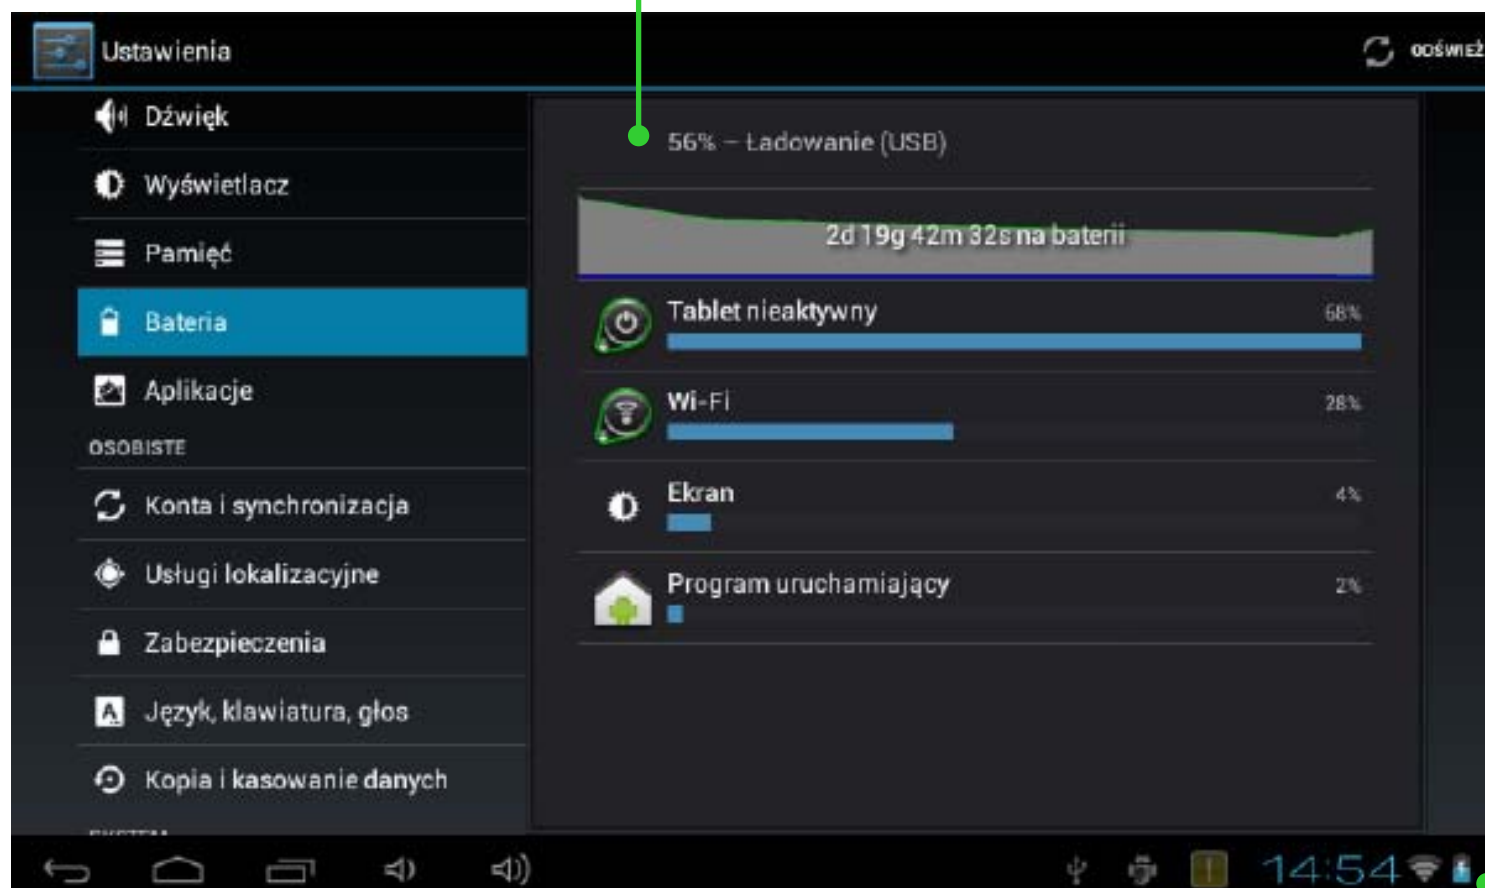 Ustawienia
ODŚWIEŻ
Dźwięk
Wyświetlacz
Pamięć
Bateria
Aplikacje
OSOBISTE
Konta i synchronizacja
Usługi lokalizacyjne
Zabezpieczenia
Język, klawiatura, głos
Kopia i kasowanie danych
56% – Ładowanie (USB)
2d 19g 42m 32s na baterii
Tablet nieaktywny
68%
Wi-Fi
28%
Ekran
4%
Program uruchamiający
2%
14:54